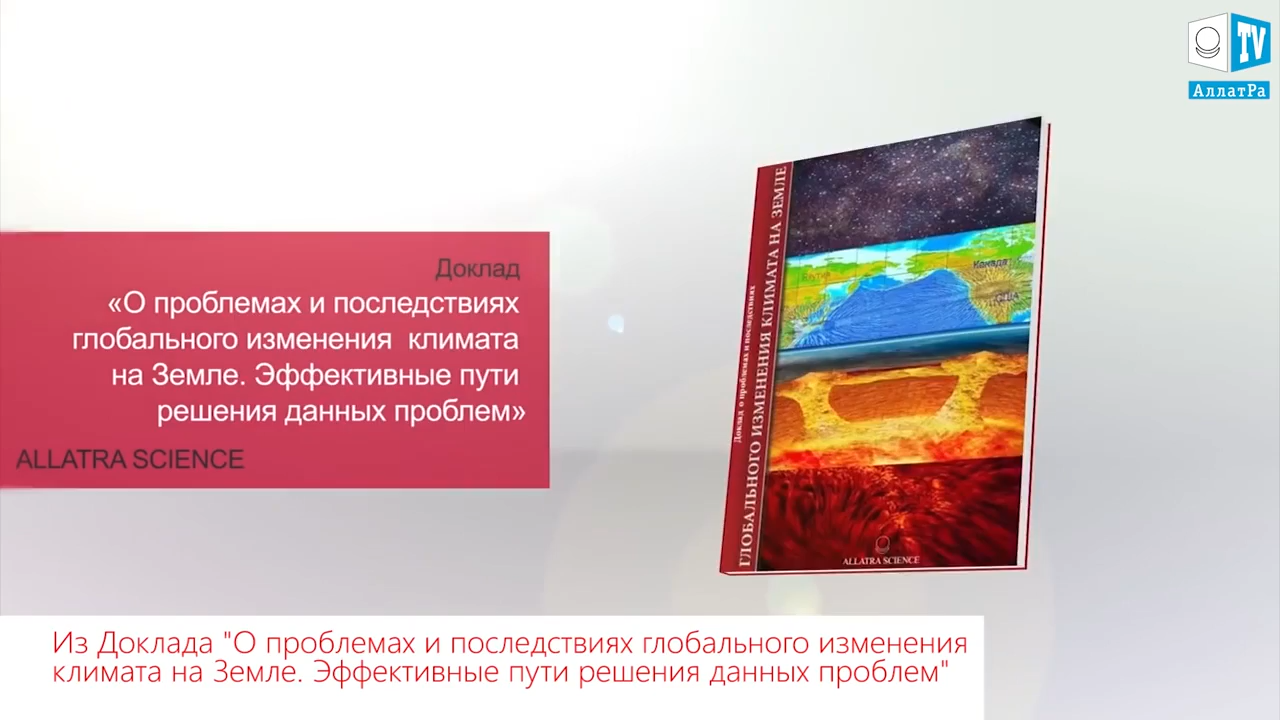 TV
АллатРа
Доклад
«О проблемах и последствиях
глобального изменения климата
на Земле. Эффективные пути
решения данных проблем»
ALLATRA SCIENCE
Доклад о проблемах и последствиях
ГЛОБАЛЬНОГО ИЗМЕНЕНИЯ КЛИМАТА НА ЗЕМЛЕ
ALLATRA SCIENCE
Из Доклада "О проблемах и последствиях глобального изменения
климата на Земле. Эффективные пути решения данных проблем"